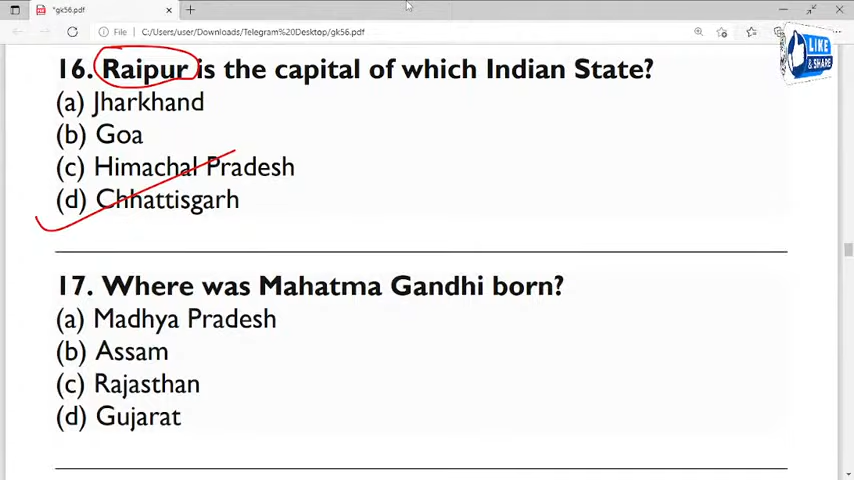 *gk56.pdf
File
C:/Users/user/Downloads/Telegram%20Desktop/gk56.pdf
LIKE
& SHARE
16. Raipur is the capital of which Indian State?
(a) Jharkhand
(b) Goa
(c) Himachal Pradesh
(d) Chhattisgarh
17. Where was Mahatma Gandhi born?
(a) Madhya Pradesh
(b) Assam
(c) Rajasthan
(d) Gujarat